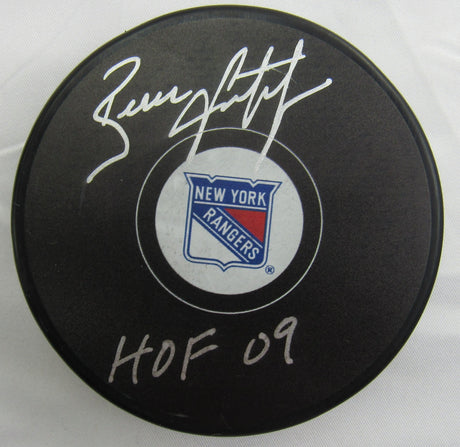 NEW YORK
RANGERS
®
HOF 09